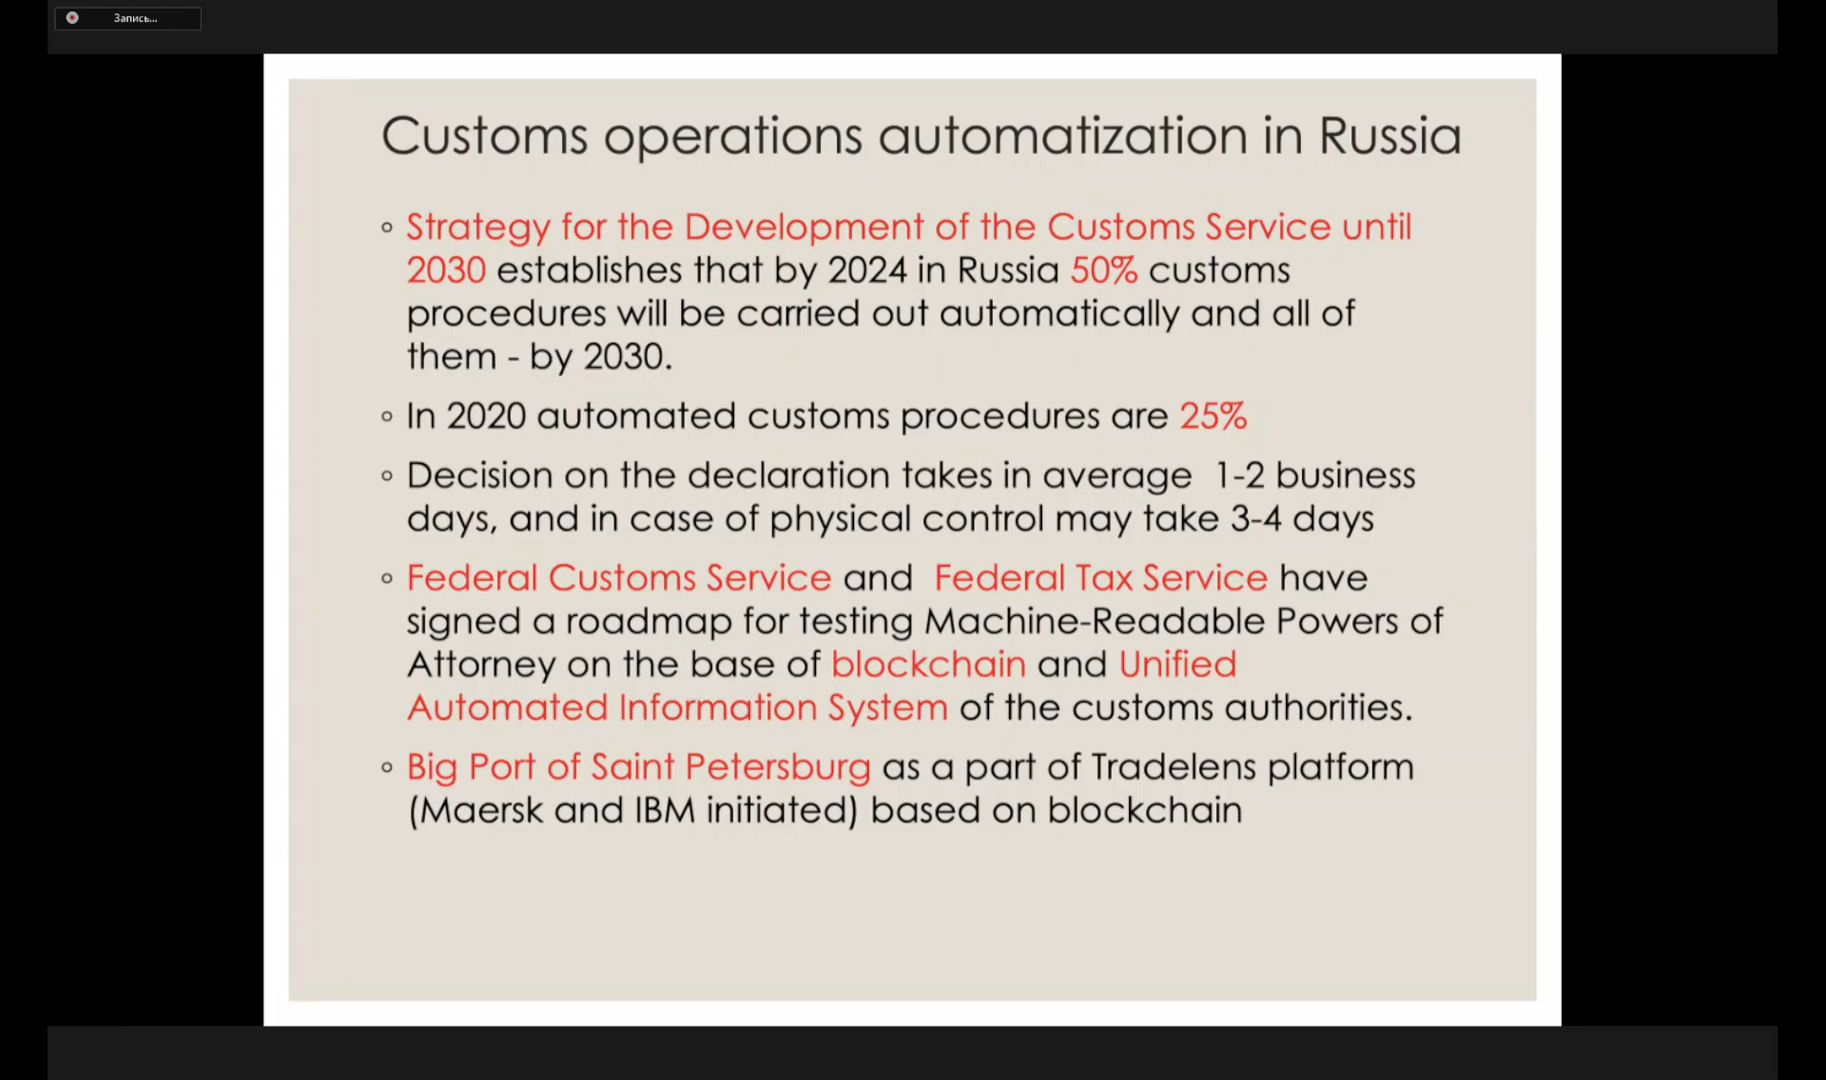 Запись...
Customs operations automatization in Russia
◦ Strategy for the Development of the Customs Service until
2030 establishes that by 2024 in Russia 50% customs
procedures will be carried out automatically and all of
them - by 2030.
◦ In 2020 automated customs procedures are 25%
◦ Decision on the declaration takes in average 1-2 business
days, and in case of physical control may take 3-4 days
◦ Federal Customs Service and Federal Tax Service have
signed a roadmap for testing Machine-Readable Powers of
Attorney on the base of blockchain and Unified
Automated Information System of the customs authorities.
◦ Big Port of Saint Petersburg as a part of Tradelens platform
(Maersk and IBM initiated) based on blockchain